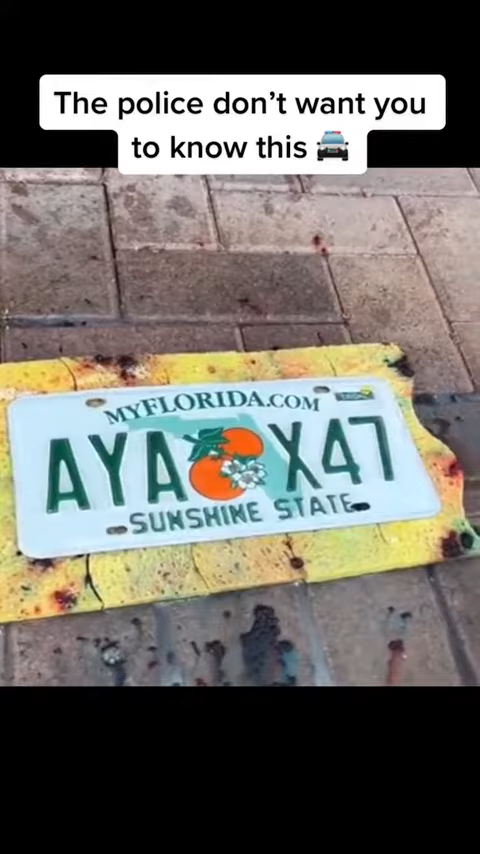 The police don't want you
to know this 🚔
MYFLORIDA.COM
AYA X47
SUNSHINE STATE